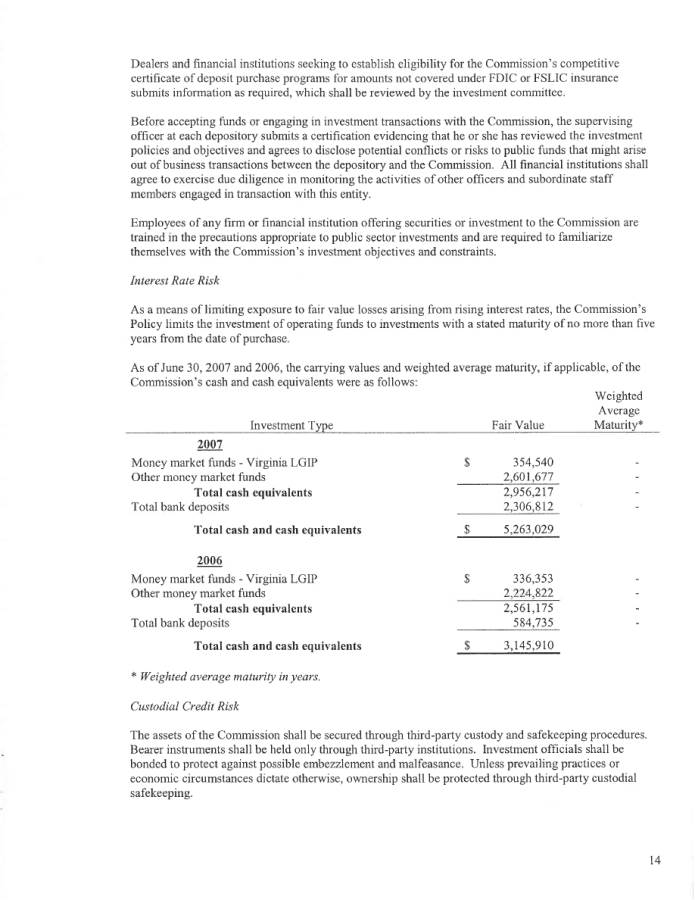 Dealers and financial institutions seeking to establish eligibility for the Commission's competitive
certificate of deposit purchase programs for amounts not covered under FDIC or FSLIC insurance
submits information as required, which shall be reviewed by the investment committee.
Before accepting funds or engaging in investment transactions with the Commission, the supervising
officer at each depository submits a certification evidencing that he or she has reviewed the investment
policies and objectives and agrees to disclose potential conflicts or risks to public funds that might arise
out of business transactions between the depository and the Commission. All financial institutions shall
agree to exercise due diligence in monitoring the activities of other officers and subordinate staff
members engaged in transaction with this entity.
Employees of any firm or financial institution offering securities or investment to the Commission are
trained in the precautions appropriate to public sector investments and are required to familiarize
themselves with the Commission's investment objectives and constraints.
Interest Rate Risk
As a means of limiting exposure to fair value losses arising from rising interest rates, the Commission's
Policy limits the investment of operating funds to investments with a stated maturity of no more than five
years from the date of purchase.
As of June 30, 2007 and 2006, the carrying values and weighted average maturity, if applicable, of the
Commission's cash and cash equivalents were as follows:
Weighted
Average
Investment Type Fair Value Maturity*
2007
Money market funds - Virginia LGIP $ 354,540 -
Other money market funds 2,601,677 -
Total cash equivalents 2,956,217 -
Total bank deposits 2,306,812 -
Total cash and cash equivalents $ 5,263,029
2006
Money market funds - Virginia LGIP $ 336,353 -
Other money market funds 2,224,822 -
Total cash equivalents 2,561,175 -
Total bank deposits 584,735 -
Total cash and cash equivalents $ 3,145,910
* Weighted average maturity in years.
Custodial Credit Risk
The assets of the Commission shall be secured through third-party custody and safekeeping procedures.
Bearer instruments shall be held only through third-party institutions. Investment officials shall be
bonded to protect against possible embezzlement and malfeasance. Unless prevailing practices or
economic circumstances dictate otherwise, ownership shall be protected through third-party custodial
safekeeping.
14